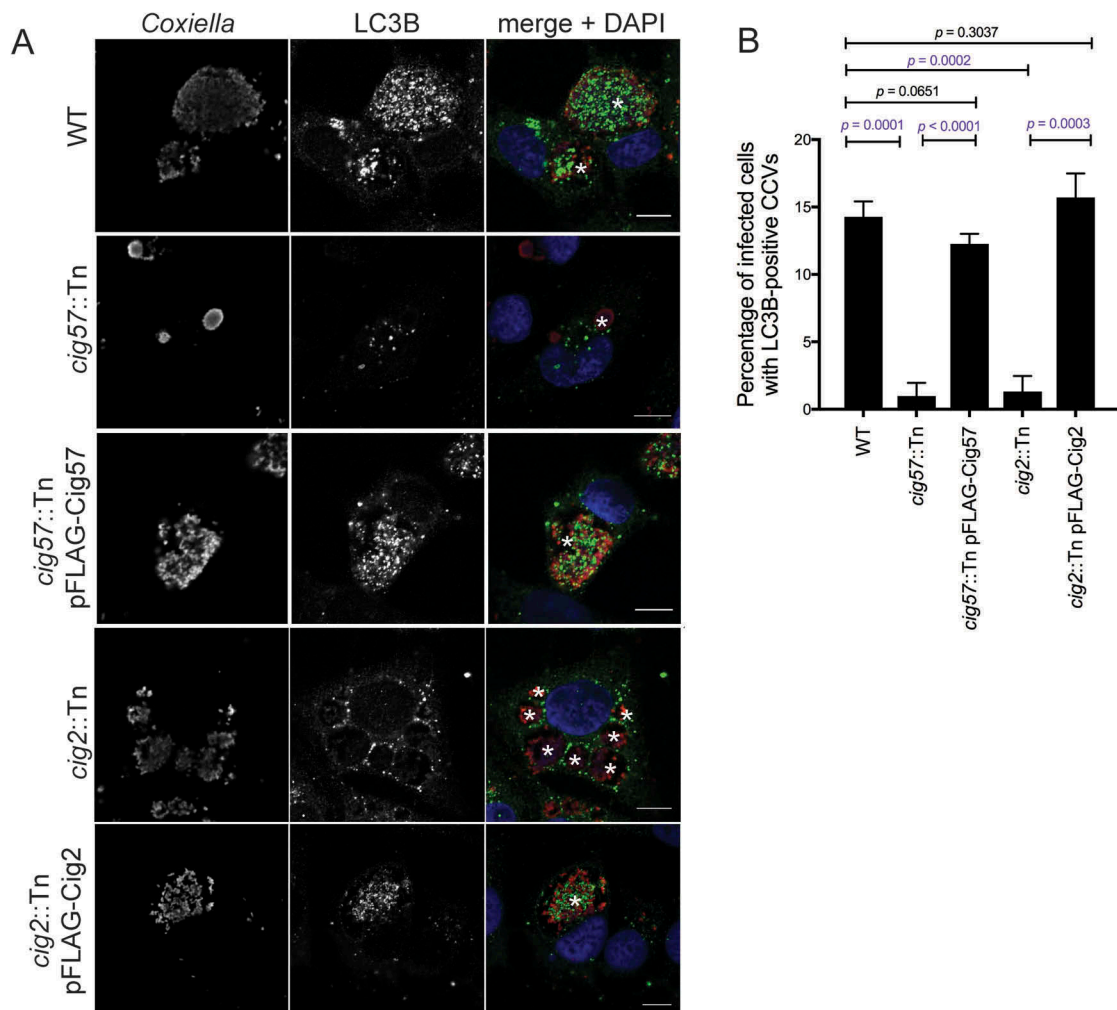 A
Coxiella
LC3B
merge + DAPI
WT
cig57::Tn
cig57::Tn
pFLAG-Cig57
cig2::Tn
cig2::Tn
pFLAG-Cig2
* *
*
*
* * * * * * * *
*
B
p = 0.3037
p = 0.0002
p = 0.0651
p = 0.0001
p < 0.0001
p = 0.0003
Percentage of infected cells
with LC3B-positive CCVs
20
15
10
5
0
WT
cig57::Tn
cig57::Tn pFLAG-Cig57
cig2::Tn
cig2::Tn pFLAG-Cig2